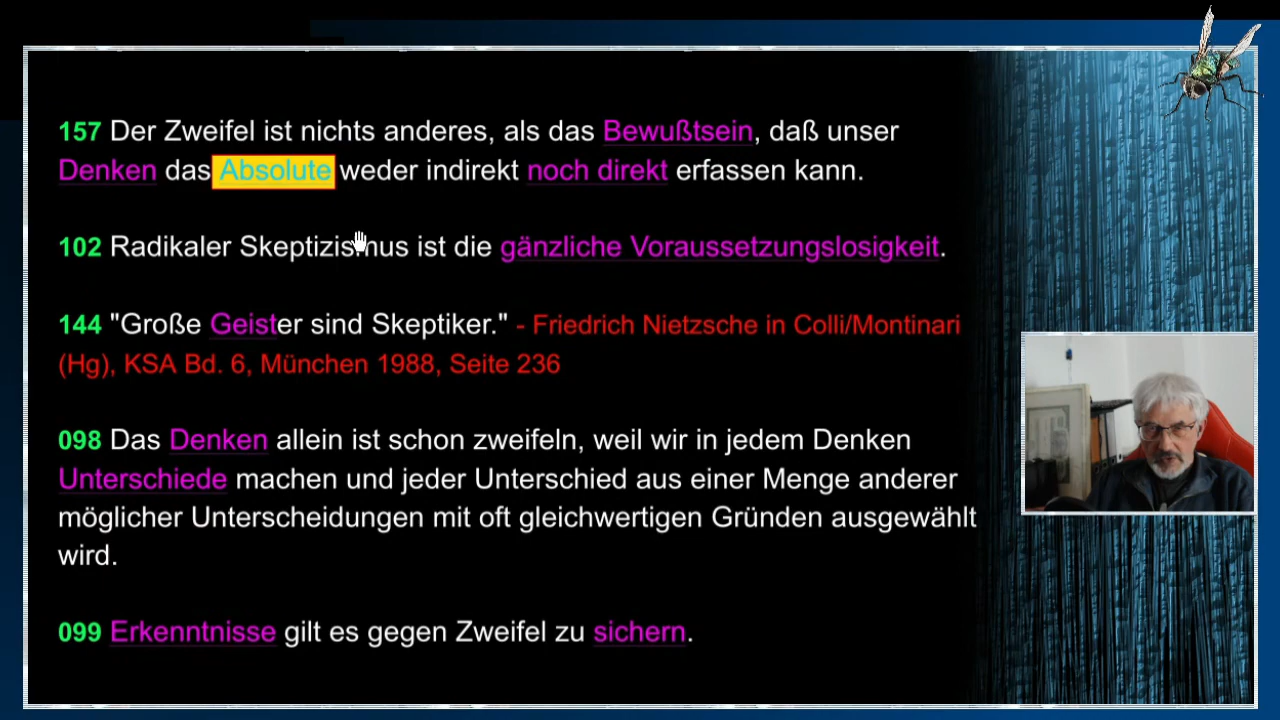 157 Der Zweifel ist nichts anderes, als das Bewußtsein, daß unser
Denken das Absolute weder indirekt noch direkt erfassen kann.
102 Radikaler Skeptizismus ist die gänzliche Voraussetzungslosigkeit.
144 "Große Geister sind Skeptiker." - Friedrich Nietzsche in Colli/Montinari
(Hg), KSA Bd. 6, München 1988, Seite 236
098 Das Denken allein ist schon zweifeln, weil wir in jedem Denken
Unterschiede machen und jeder Unterschied aus einer Menge anderer
möglicher Unterscheidungen mit oft gleichwertigen Gründen ausgewählt
wird.
099 Erkenntnisse gilt es gegen Zweifel zu sichern.